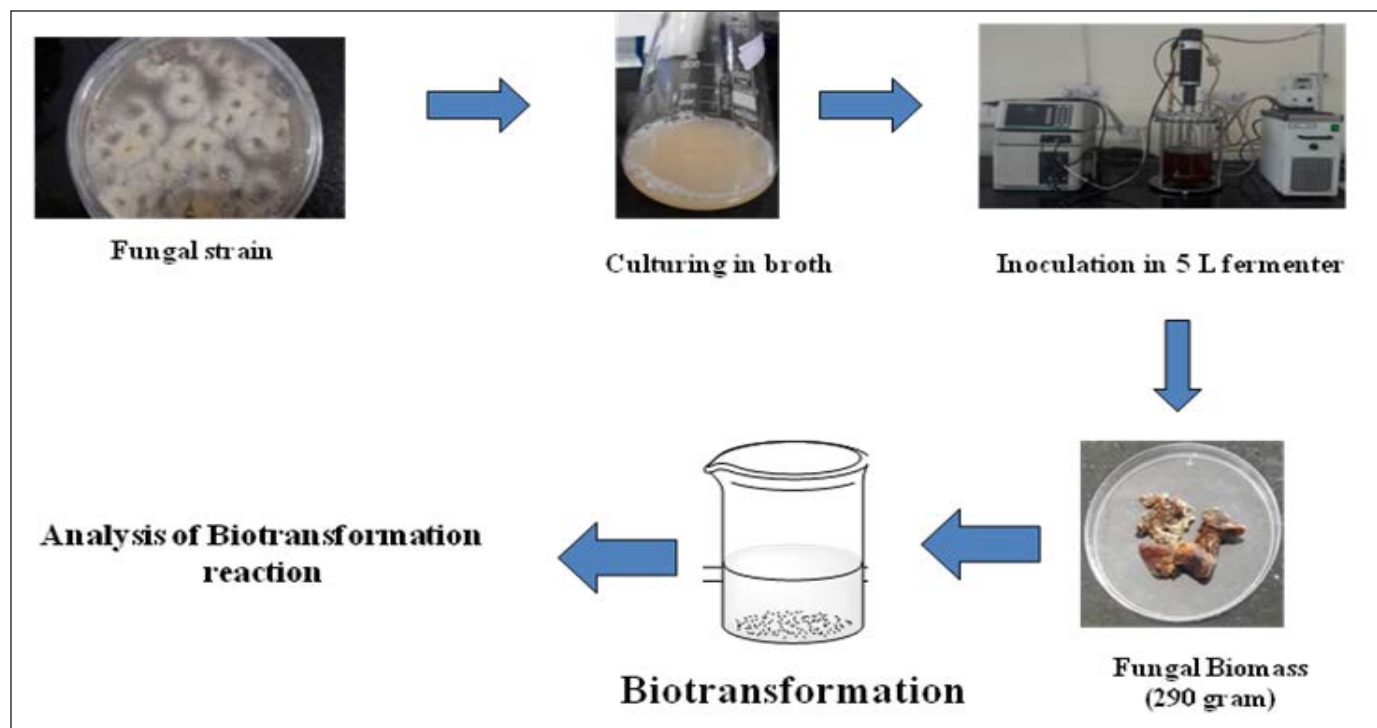 Fungal strain
Culturing in broth
Inoculation in 5 L fermenter
Fungal Biomass
(290 gram)
Biotransformation
Analysis of Biotransformation
reaction